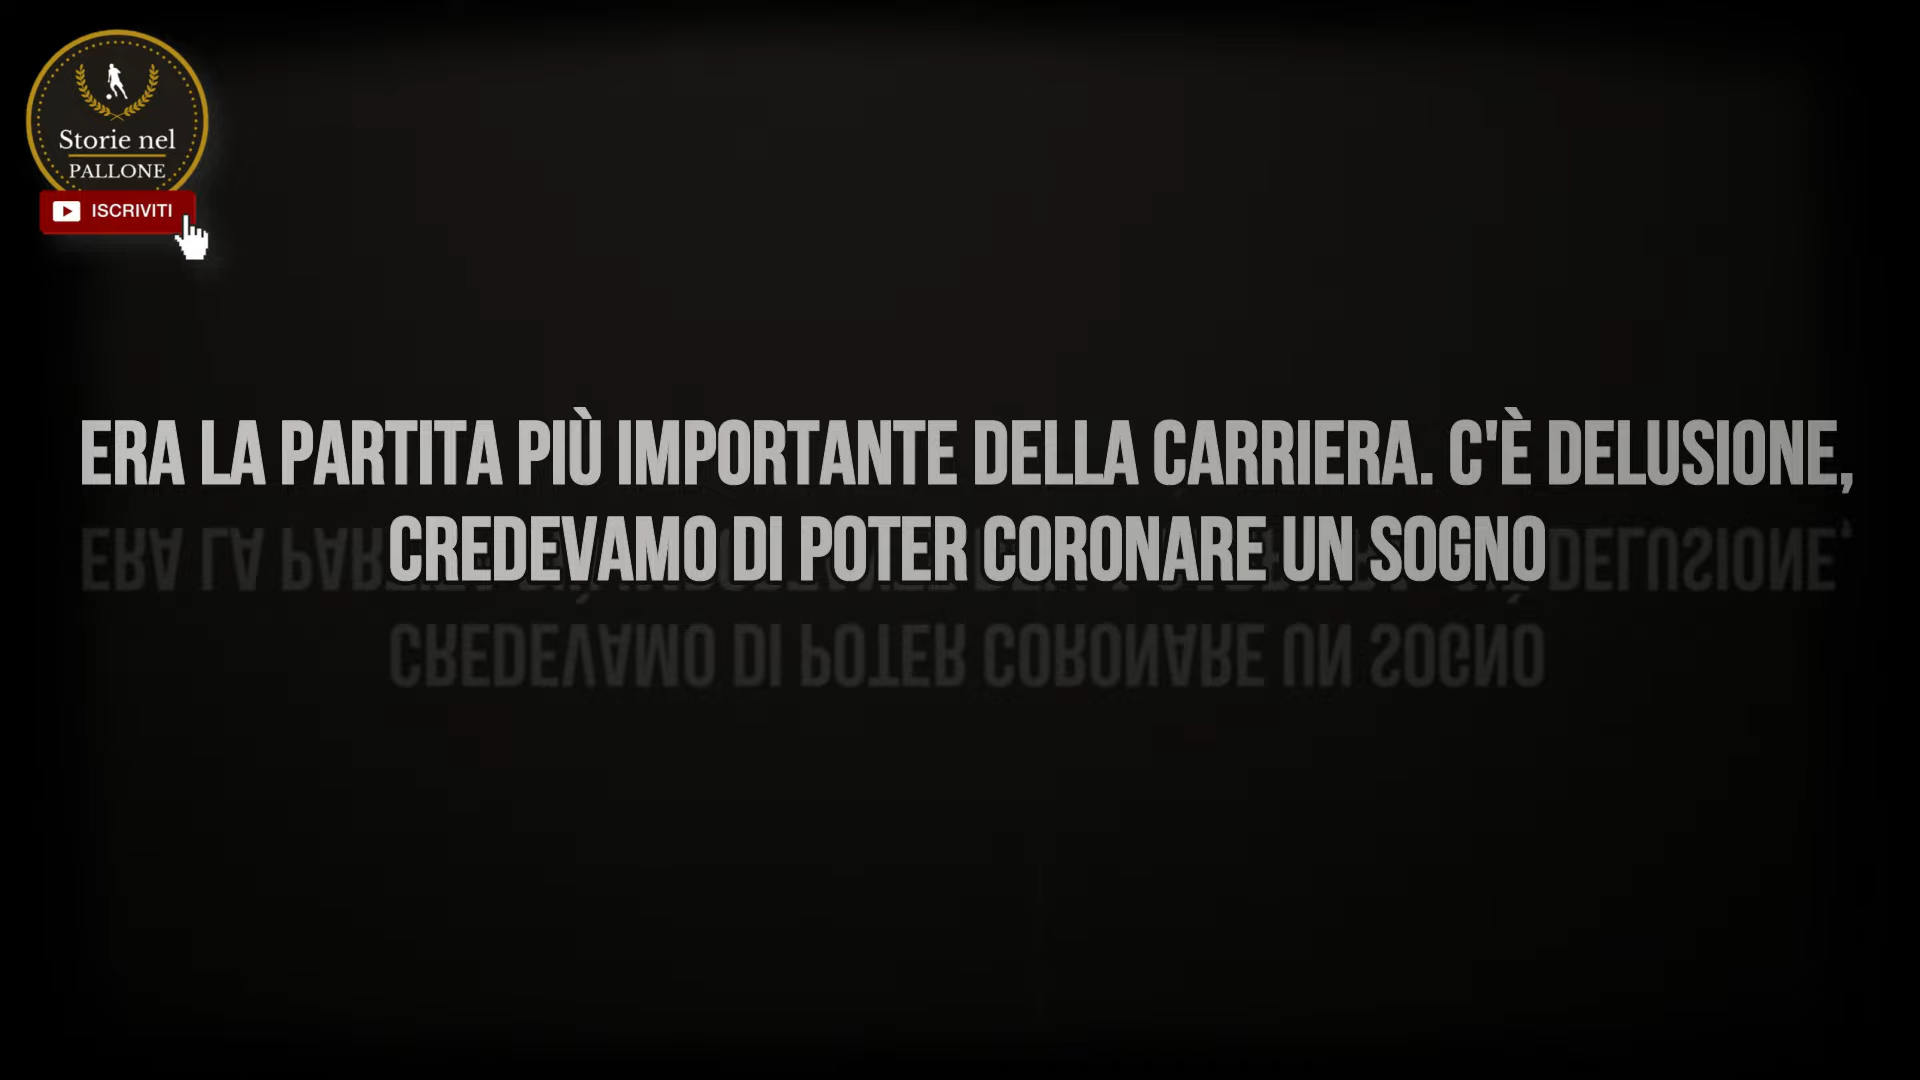 Storie nel
PALLONE
ISCRIVITI
ERA LA PARTITA PIÙ IMPORTANTE DELLA CARRIERA. C'È DELUSIONE,
CREDEVAMO DI POTER CORONARE UN SOGNO